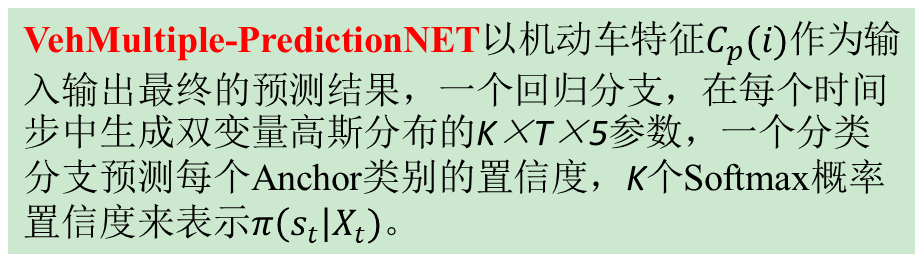 VehMultiple-PredictionNET以机动车特征𝐶ₚ(𝑖)作为输
入输出最终的预测结果，一个回归分支，在每个时间
步中生成双变量高斯分布的K×T×5参数，一个分类
分支预测每个Anchor类别的置信度，K个Softmax概率
置信度来表示π(sₜ|Xₜ)。